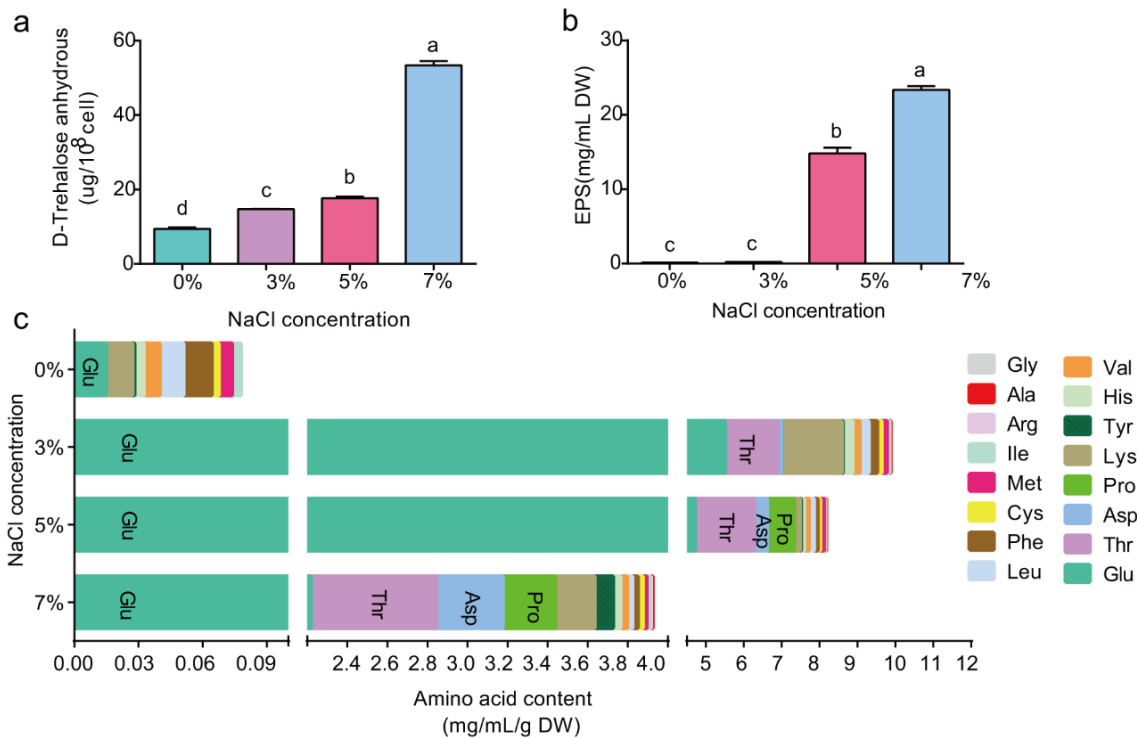 a
D-Trehalose anhydrous
(ug/10⁸cell)
60
40
20
0
d
c
b
a
0%
3%
5%
7%
NaCl concentration
b
EPS(mg/mL DW)
30
20
10
0
c
c
b
a
0%
3%
5%
7%
NaCl concentration
c
NaCl concentration
0%
Glu
3%
Glu
Thr
5%
Glu
Thr
Asp
Pro
7%
Glu
Thr
Asp
Pro
0.00 0.03 0.06 0.09 2.4 2.6 2.8 3.0 3.2 3.4 3.6 3.8 4.0 5 6 7 8 9 10 11 12
Amino acid content
(mg/mL/g DW)
Gly
Ala
Arg
Ile
Met
Cys
Phe
Leu
Val
His
Tyr
Lys
Pro
Asp
Thr
Glu